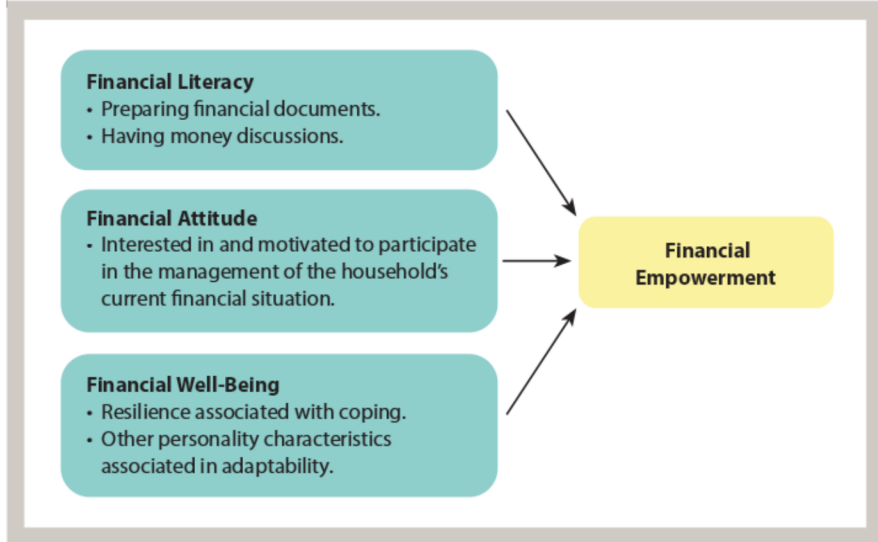 Financial Literacy
• Preparing financial documents.
• Having money discussions.
Financial Attitude
• Interested in and motivated to participate
in the management of the household's
current financial situation.
Financial Well-Being
• Resilience associated with coping.
• Other personality characteristics
associated in adaptability.
Financial
Empowerment